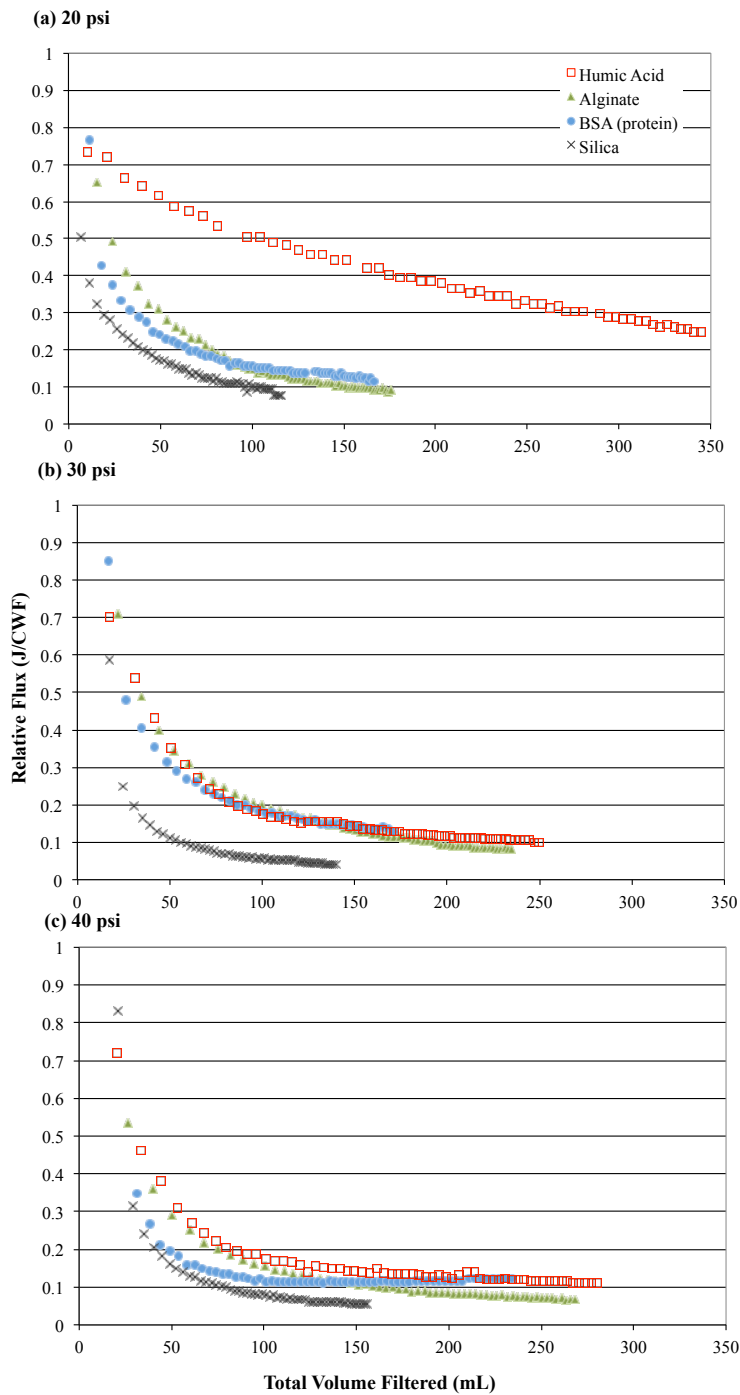 (a) 20 psi
1
0.9
0.8
0.7
0.6
0.5
0.4
0.3
0.2
0.1
0
Humic Acid
Alginate
BSA (protein)
Silica
0 50 100 150 200 250 300 350
(b) 30 psi
Relative Flux (J/CWF)
1
0.9
0.8
0.7
0.6
0.5
0.4
0.3
0.2
0.1
0
0 50 100 150 200 250 300 350
(c) 40 psi
1
0.9
0.8
0.7
0.6
0.5
0.4
0.3
0.2
0.1
0
0 50 100 150 200 250 300 350
Total Volume Filtered (mL)